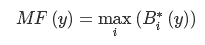 MF (y) = max_i (B_i^* (y))